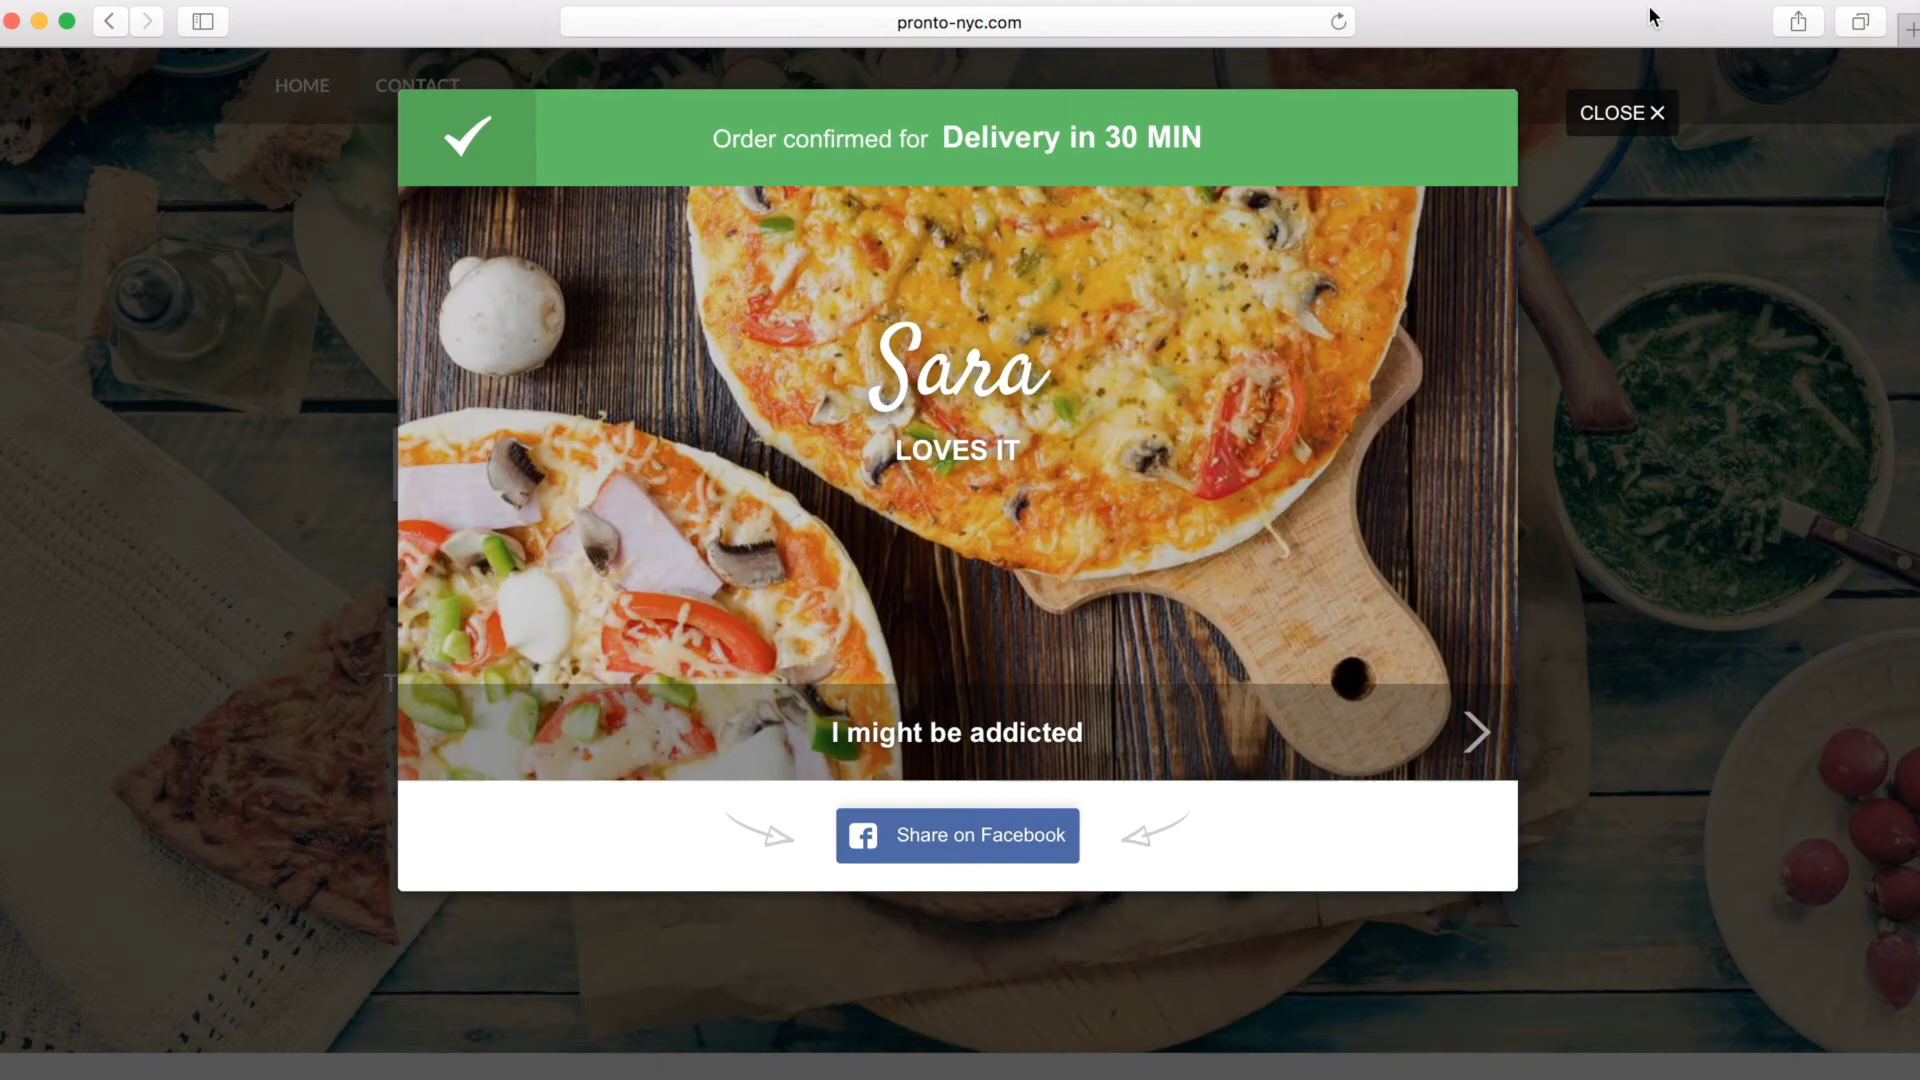 pronto-nyc.com
HOME CONTACT
CLOSE
Order confirmed for Delivery in 30 MIN
Sara
LOVES IT
I might be addicted
Share on Facebook